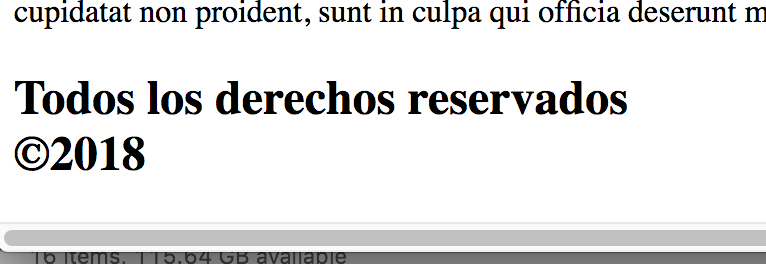 cupidatat non proident, sunt in culpa qui officia deserunt m
Todos los derechos reservados
©2018
16 items, 115.64 GB available